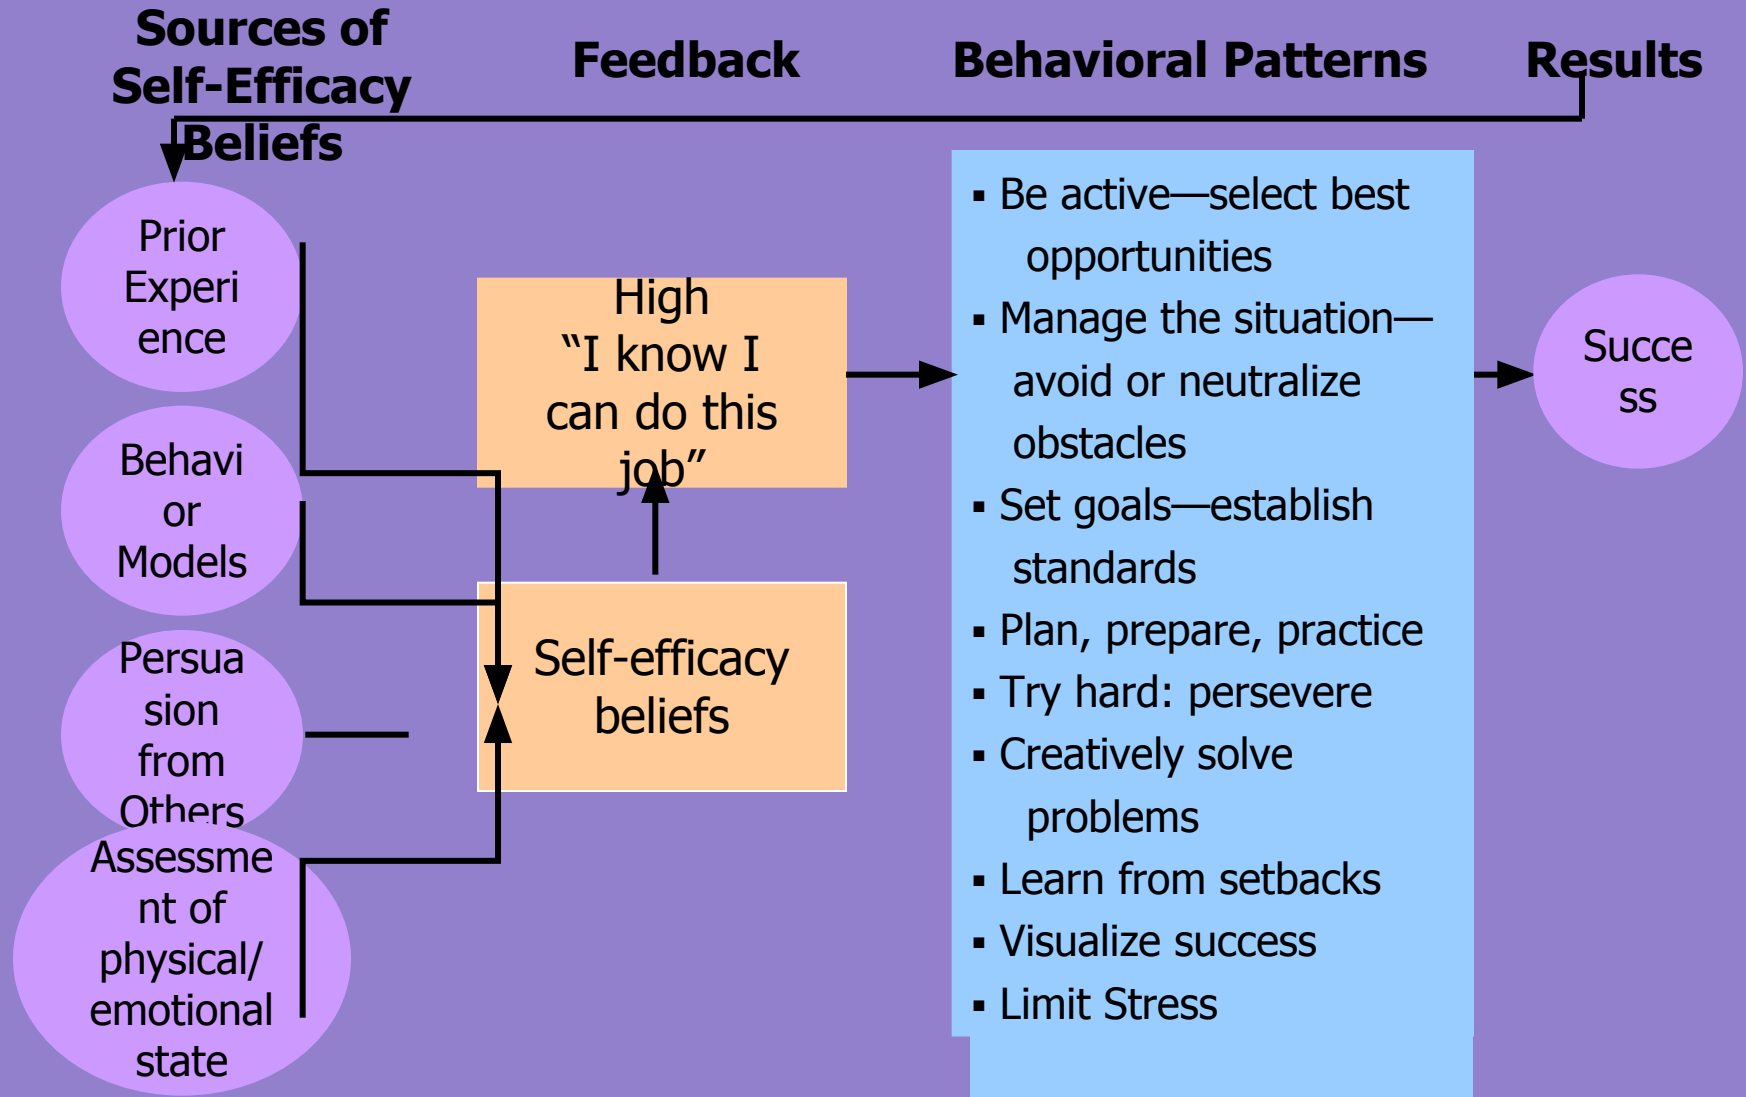 Sources of
Self-Efficacy
Beliefs
Feedback
Behavioral Patterns
Results
Prior
Experi
ence
Behavi
or
Models
Persua
sion
from
Others
Assessme
nt of
physical/
emotional
state
High
“I know I
can do this
job”
Self-efficacy
beliefs
▪ Be active—select best
opportunities
▪ Manage the situation—
avoid or neutralize
obstacles
▪ Set goals—establish
standards
▪ Plan, prepare, practice
▪ Try hard: persevere
▪ Creatively solve
problems
▪ Learn from setbacks
▪ Visualize success
▪ Limit Stress
Succe
ss